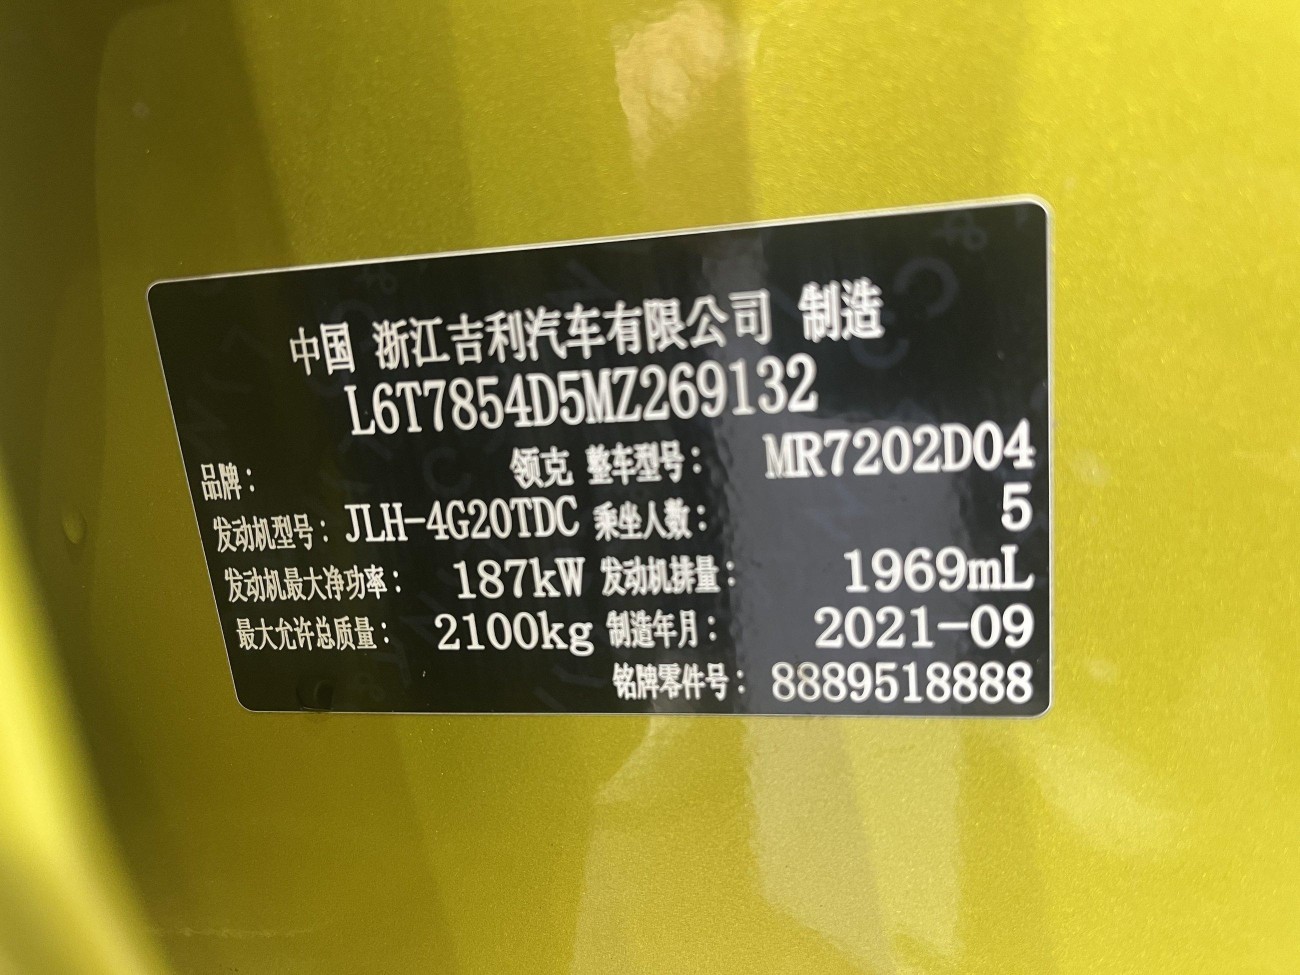 中国 浙江吉利汽车有限公司 制造
L6T7854D5MZ269132
品牌： 领克 整车型号： MR7202D04
发动机型号： JLH-4G20TDC 乘坐人数： 5
发动机最大净功率： 187kW 发动机排量： 1969mL
最大允许总质量： 2100kg 制造年月： 2021-09
铭牌零件号： 8889518888